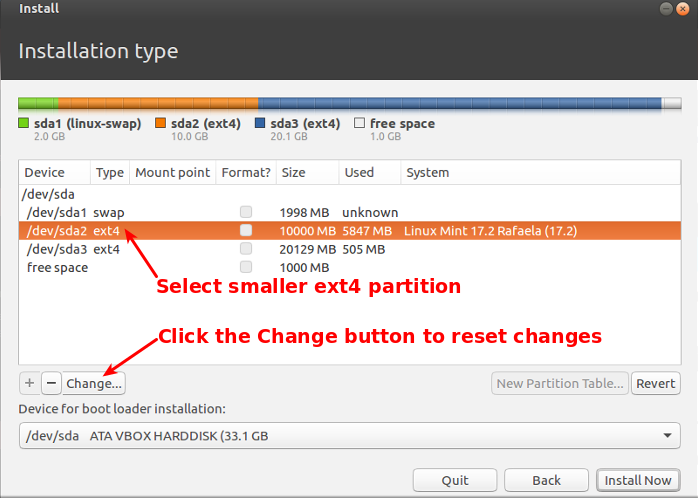 Install
Installation type
sda1 (linux-swap) sda2 (ext4) sda3 (ext4) free space
2.0 GB 10.0 GB 20.1 GB 1.0 GB
Device Type Mount point Format? Size Used System
/dev/sda
/dev/sda1 swap 1998 MB unknown
/dev/sda2 ext4 10000 MB 5847 MB Linux Mint 17.2 Rafaela (17.2)
/dev/sda3 ext4 20129 MB 505 MB
free space 1000 MB
Select smaller ext4 partition
Click the Change button to reset changes
+ − Change... New Partition Table... Revert
Device for boot loader installation:
/dev/sda ATA VBOX HARDDISK (33.1 GB
Quit Back Install Now